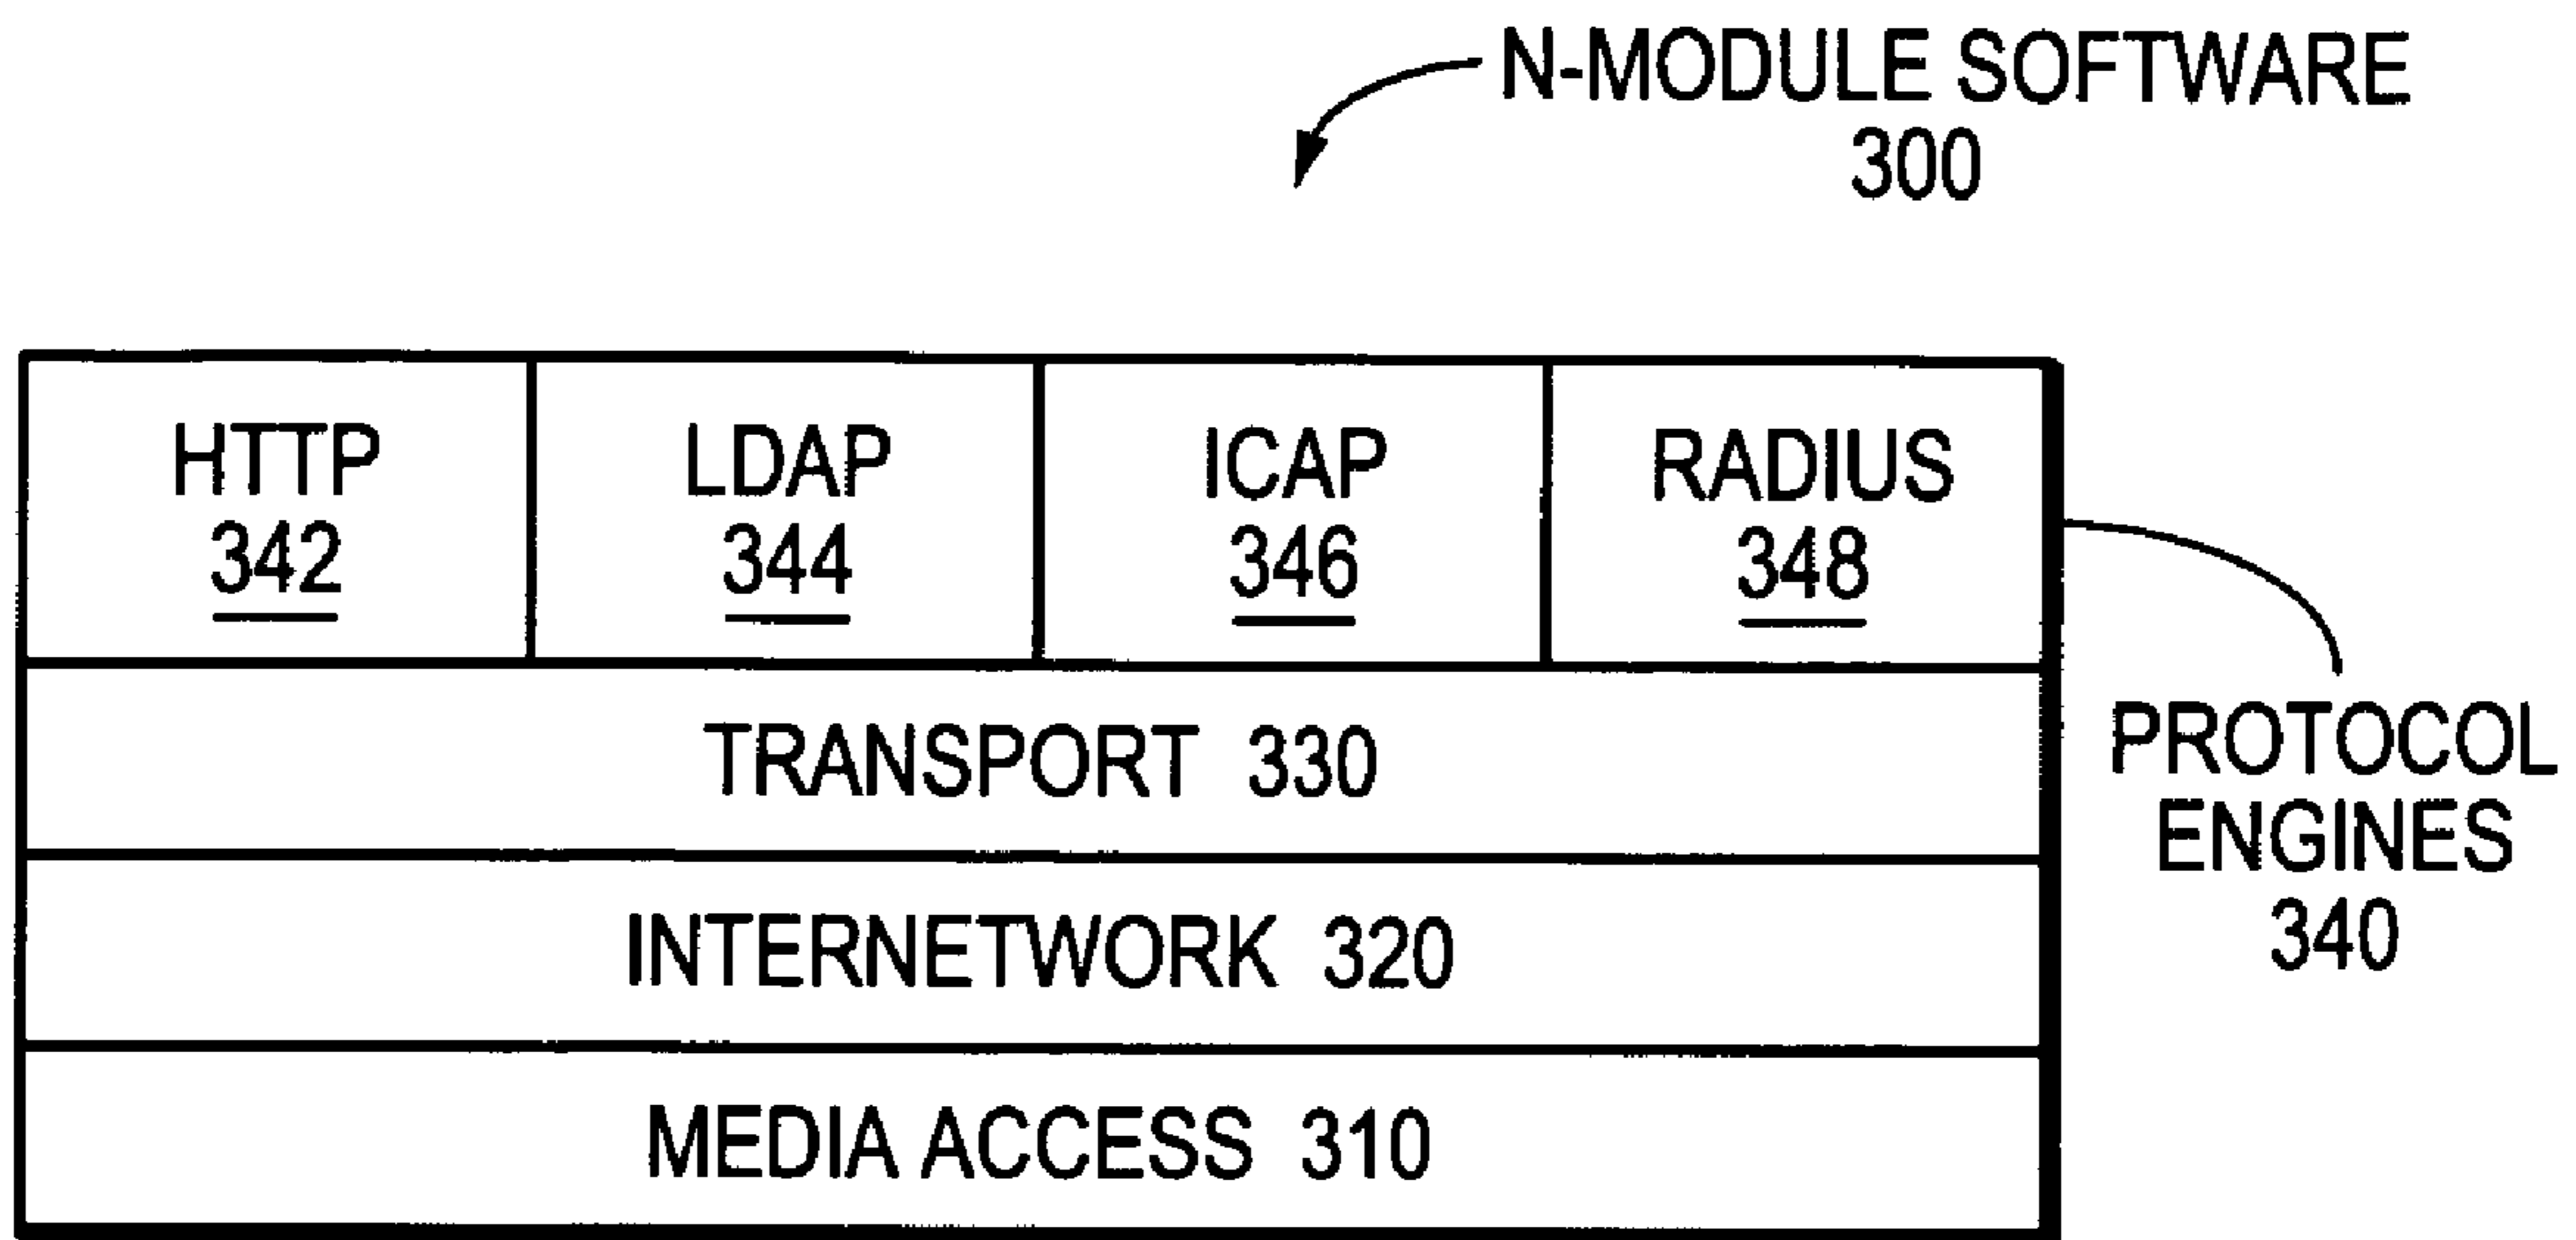 N-MODULE SOFTWARE
300
HTTP
342
LDAP
344
ICAP
346
RADIUS
348
PROTOCOL
ENGINES
340
TRANSPORT 330
INTERNETWORK 320
MEDIA ACCESS 310